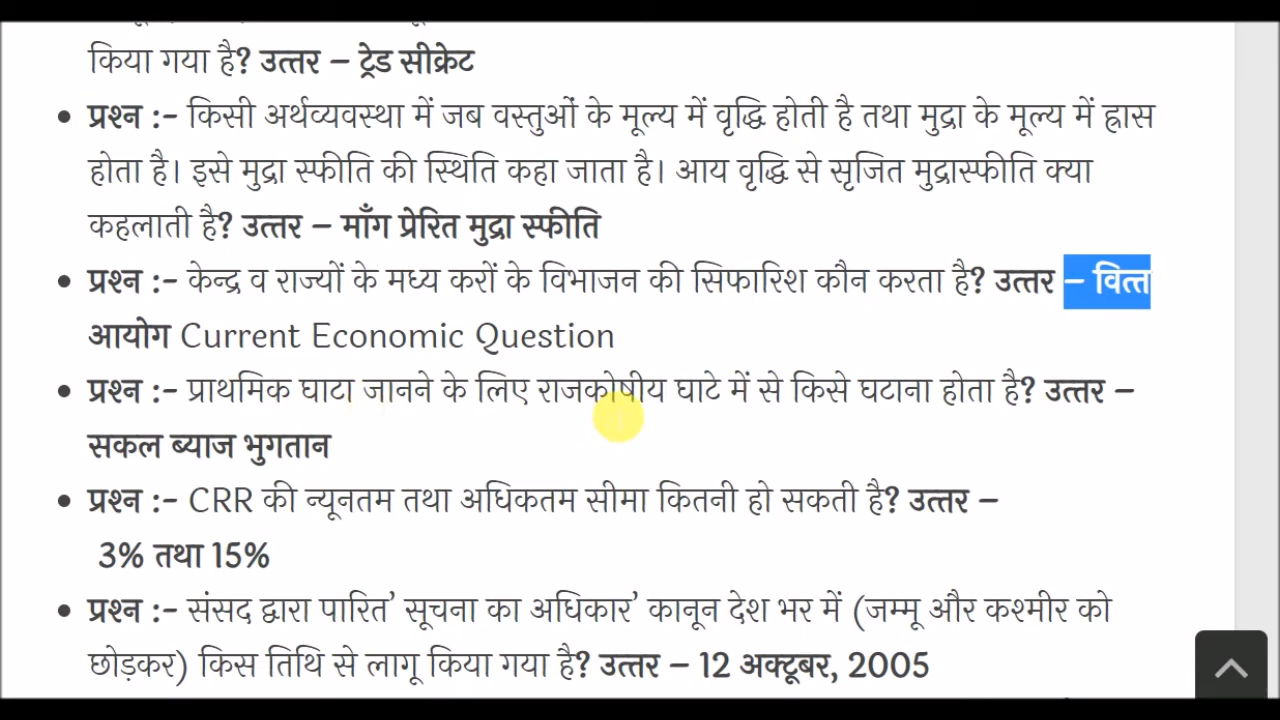 किया गया है? उत्तर – ट्रेड सीक्रेट
प्रश्न :- किसी अर्थव्यवस्था में जब वस्तुओं के मूल्य में वृद्धि होती है तथा मुद्रा के मूल्य में ह्रास
होता है। इसे मुद्रा स्फीति की स्थिति कहा जाता है। आय वृद्धि से सृजित मुद्रास्फीति क्या
कहलाती है? उत्तर – माँग प्रेरित मुद्रा स्फीति
प्रश्न :- केन्द्र व राज्यों के मध्य करों के विभाजन की सिफारिश कौन करता है? उत्तर – वित्त
आयोग Current Economic Question
प्रश्न :- प्राथमिक घाटा जानने के लिए राजकोषीय घाटे में से किसे घटाना होता है? उत्तर –
सकल ब्याज भुगतान
प्रश्न :- CRR की न्यूनतम तथा अधिकतम सीमा कितनी हो सकती है? उत्तर –
3% तथा 15%
प्रश्न :- संसद द्वारा पारित’ सूचना का अधिकार’ कानून देश भर में (जम्मू और कश्मीर को
छोड़कर) किस तिथि से लागू किया गया है? उत्तर – 12 अक्टूबर, 2005